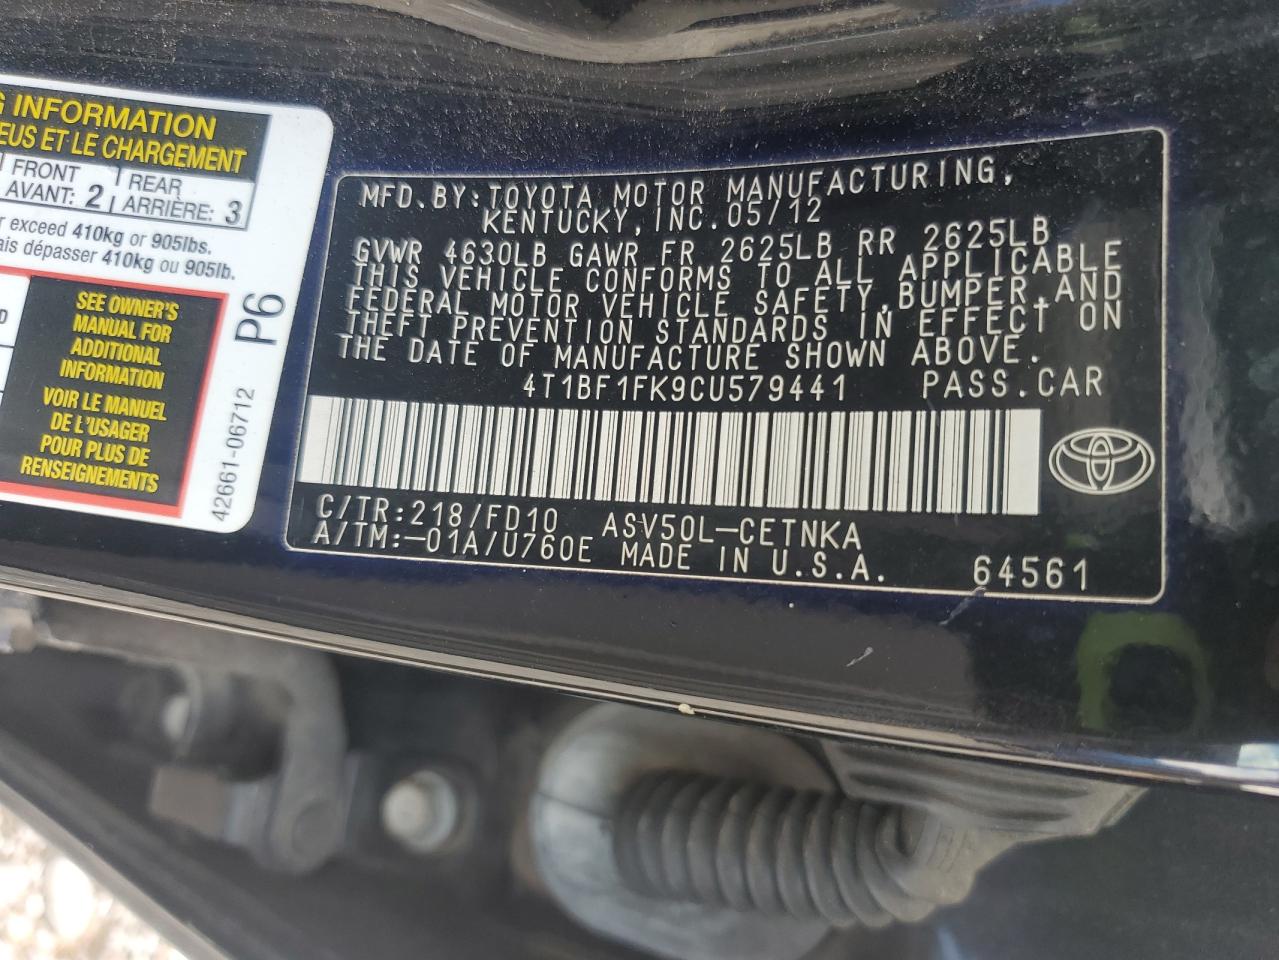 G INFORMATION
EUS ET LE CHARGEMENT
FRONT
AVANT: 2
REAR
ARRIÈRE: 3
exceed 410kg or 905lbs.
ais dépasser 410kg ou 905lb.
D
SEE OWNER'S
MANUAL FOR
ADDITIONAL
INFORMATION
VOIR LE MANUEL
DE L'USAGER
POUR PLUS DE
RENSEIGNEMENTS
P6
42661-06712
MFD. BY: TOYOTA MOTOR MANUFACTURING,
KENTUCKY, INC. 05/12
GVWR 4630LB GAWR FR 2625LB RR 2625LB
THIS VEHICLE CONFORMS TO ALL APPLICABLE
FEDERAL MOTOR VEHICLE SAFETY, BUMPER, AND
THEFT PREVENTION STANDARDS IN EFFECT ON
THE DATE OF MANUFACTURE SHOWN ABOVE.
4T1BF1FK9CU579441 PASS. CAR
C/TR: 218/FD10 ASV50L-CETNKA
A/TM: -01A/U760E MADE IN U.S.A. 64561